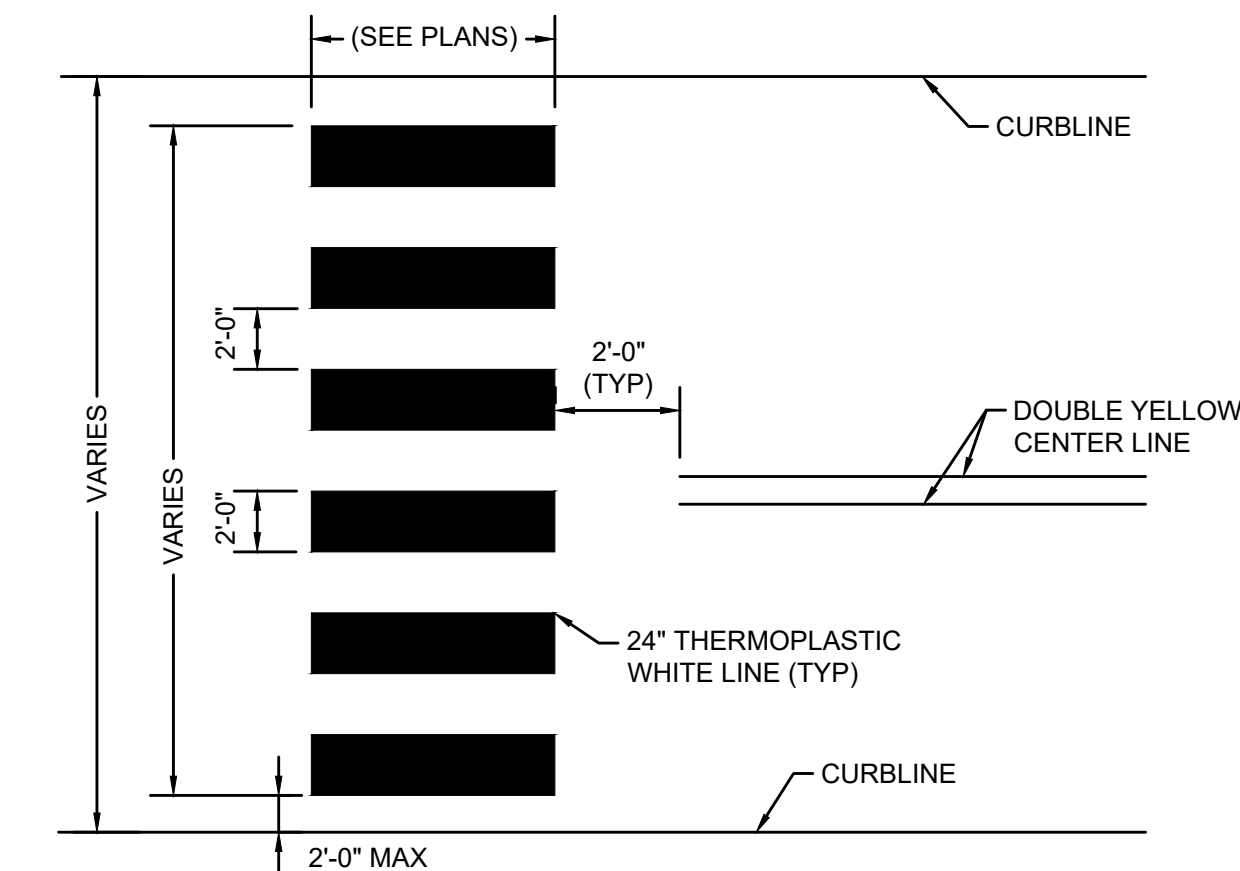 (SEE PLANS)
CURBLINE
2'-0"
2'-0"
(TYP)
DOUBLE YELLOW
CENTER LINE
VARIES
VARIES
2'-0"
24" THERMOPLASTIC
WHITE LINE (TYP)
CURBLINE
2'-0" MAX